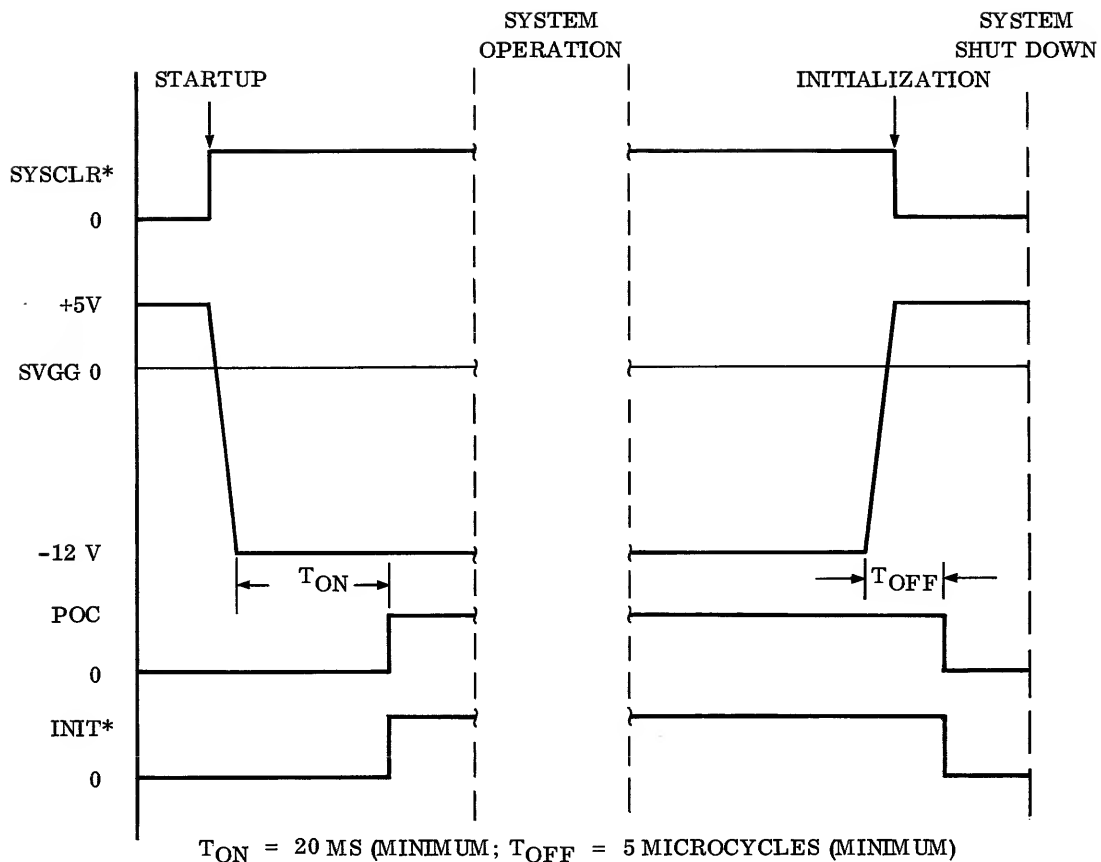 SYSTEM
OPERATION
SYSTEM
SHUT DOWN
STARTUP
INITIALIZATION
SYSCLR*
0
+5V
SVGG 0
-12 V
TON
TOFF
POC
0
INIT*
0
TON = 20 MS (MINIMUM; TOFF = 5 MICROCYCLES (MINIMUM)